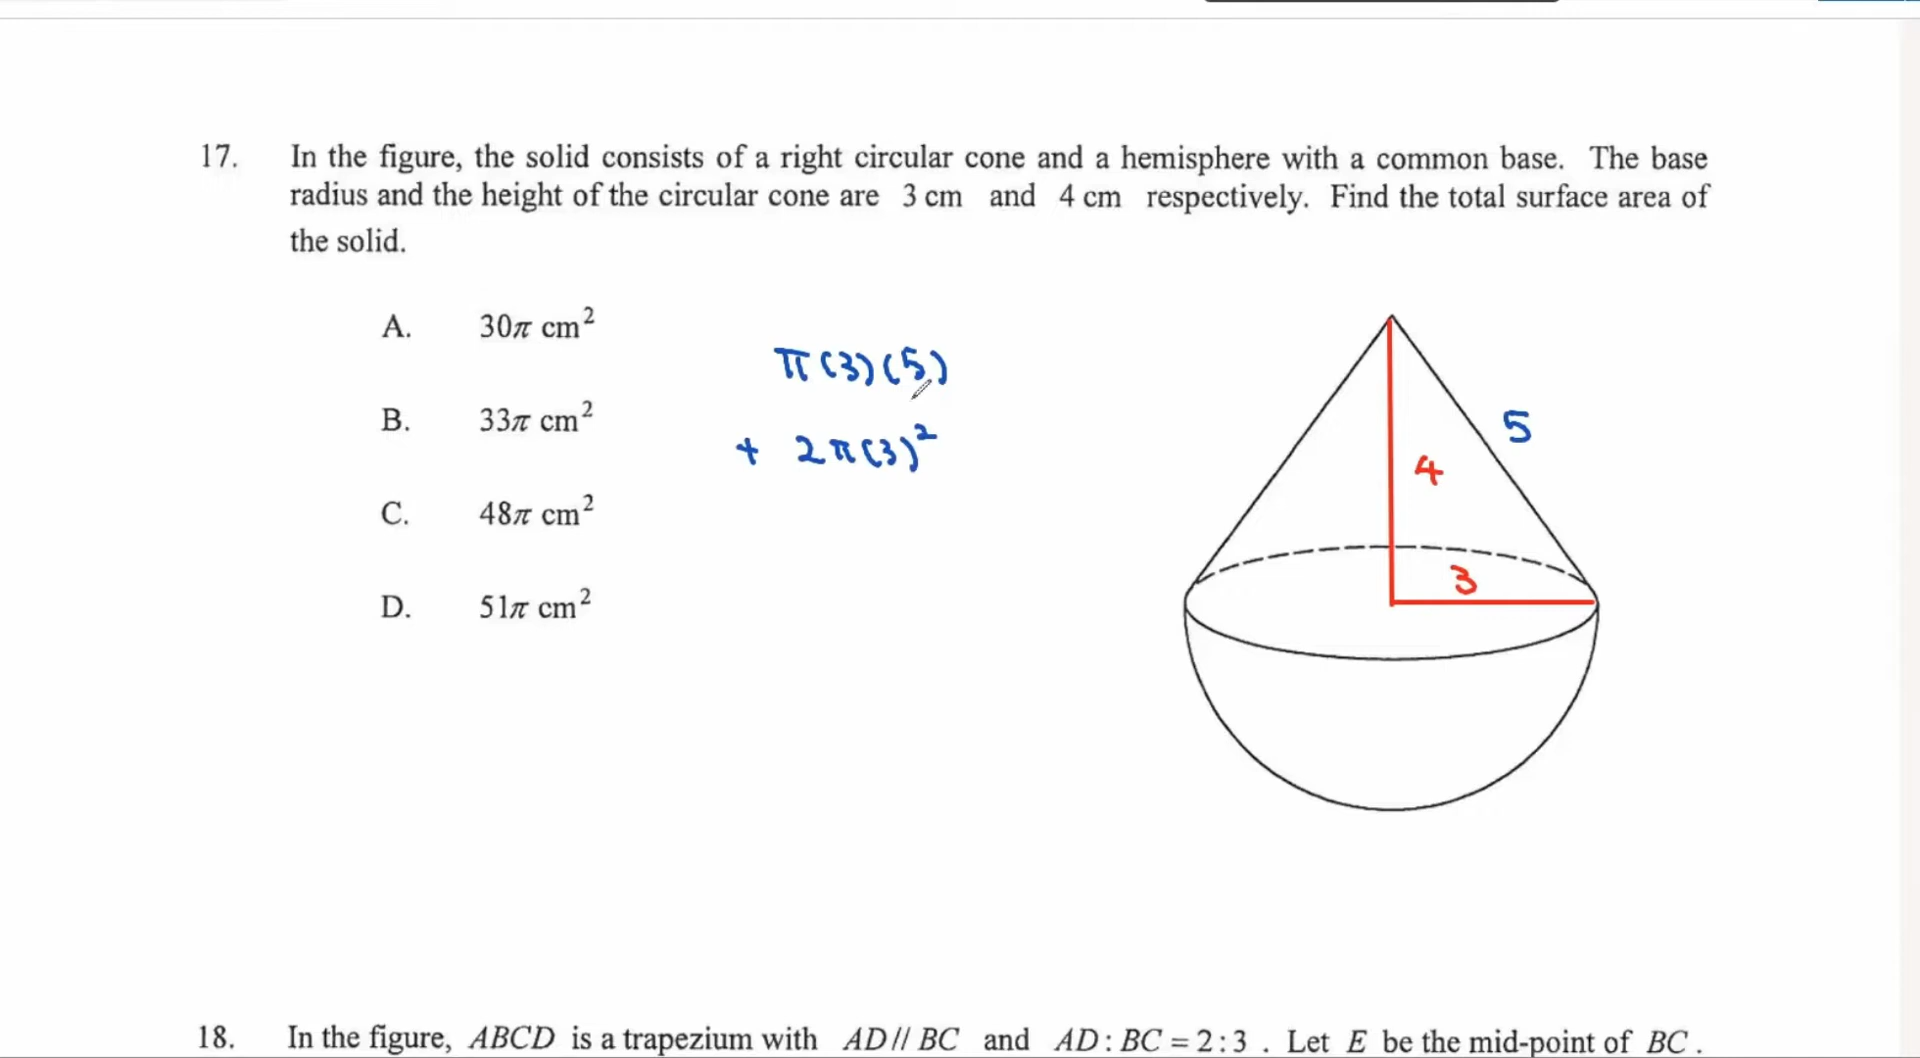 17. In the figure, the solid consists of a right circular cone and a hemisphere with a common base. The base
radius and the height of the circular cone are 3 cm and 4 cm respectively. Find the total surface area of
the solid.
A. 30π cm²
π(3)(5)
B. 33π cm²
+ 2π(3)²
C. 48π cm²
D. 51π cm²
5
4
3
18. In the figure, ABCD is a trapezium with AD // BC and AD : BC = 2 : 3 . Let E be the mid-point of BC .